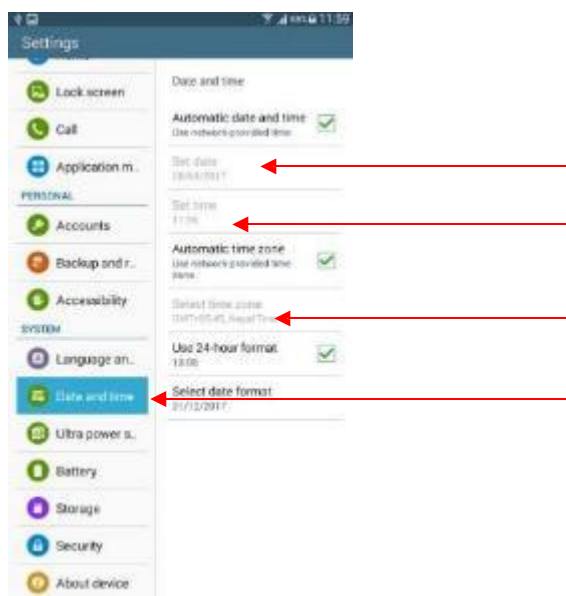 11:59
Settings
Lock screen
Call
Application m..
PERSONAL
Accounts
Backup and r..
Accessibility
SYSTEM
Language an..
Date and time
Ultra power s..
Battery
Storage
Security
About device
Date and time
Automatic date and time
Use network-provided time
Set date
Set time
Automatic time zone
Use network-provided time
zone
Select time zone
Use 24-hour format
13:00
Select date format
31/12/2017